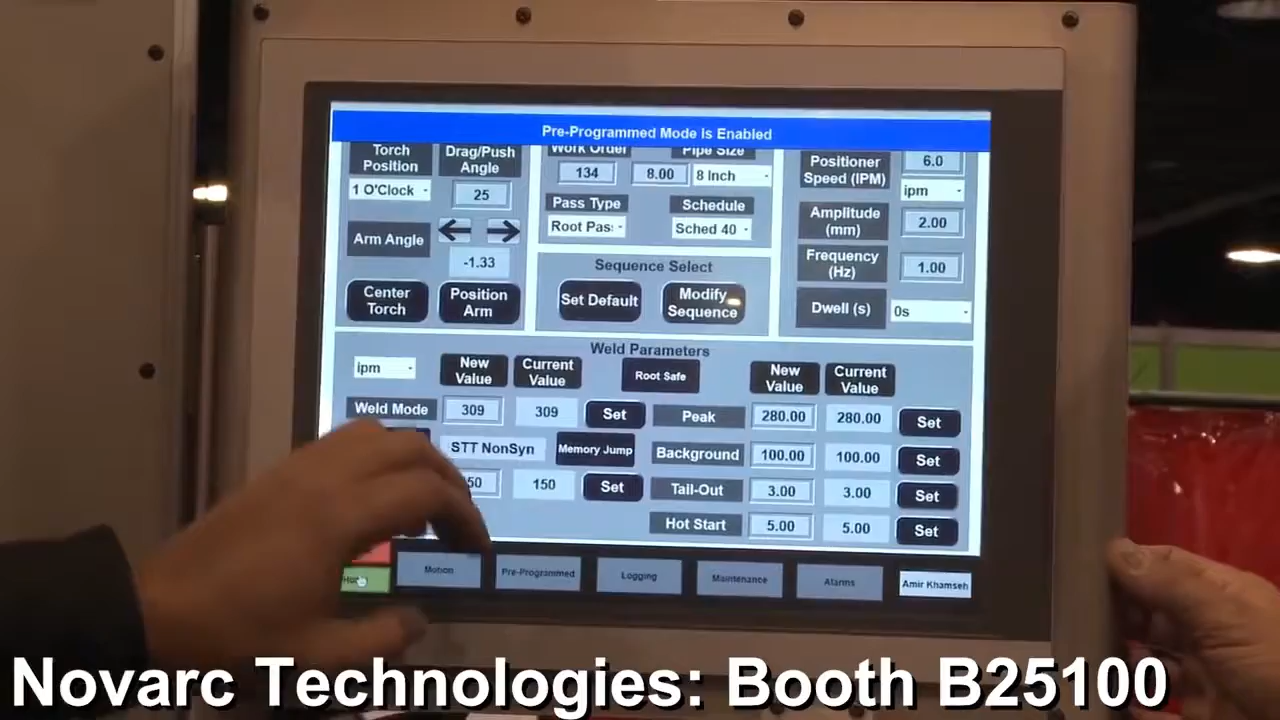 Pre-Programmed Mode is Enabled
Torch Position
Drag/Push Angle
1 O'Clock
25
Arm Angle
-1.33
Center Torch
Position Arm
Work Order
Pipe Size
134
8.00
8 Inch
Pass Type
Schedule
Root Pas
Sched 40
Sequence Select
Set Default
Modify Sequence
Positioner Speed (IPM)
6.0
ipm
Amplitude (mm)
2.00
Frequency (Hz)
1.00
Dwell (s)
0s
Weld Parameters
ipm
New Value
Current Value
Root Safe
New Value
Current Value
Weld Mode
309
309
Set
Peak
280.00
280.00
Set
STT NonSyn
Memory Jump
Background
100.00
100.00
Set
50
150
Set
Tail-Out
3.00
3.00
Set
Hot Start
5.00
5.00
Set
Motion
Pre-Programmed
Logging
Maintenance
Alarms
Amir Khamseh
Novarc Technologies: Booth B25100